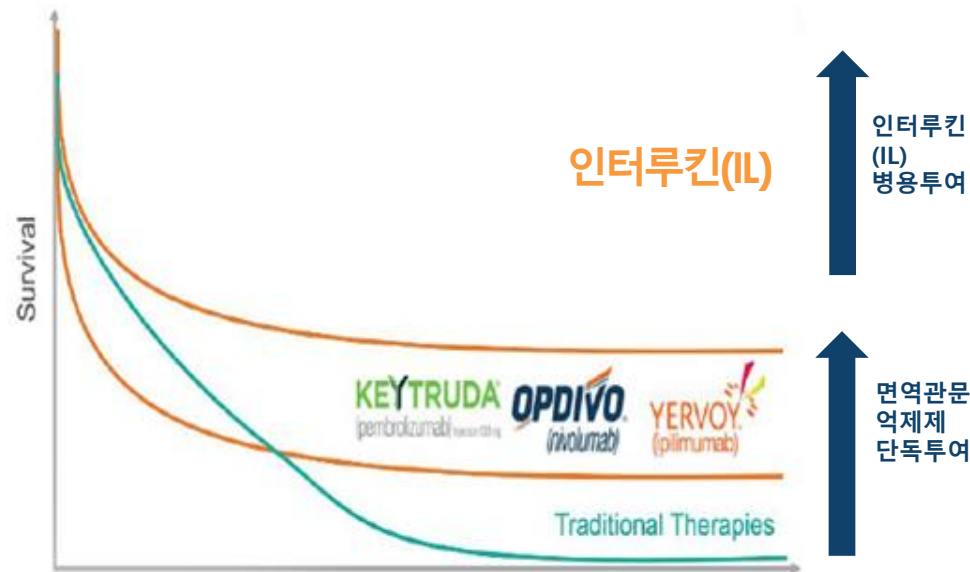 Survival
인터루킨(IL)
인터루킨
(IL)
병용투여
KEYTRUDA®
(pembrolizumab)
OPDIVO®
(nivolumab)
YERVOY
(ipilimumab)
면역관문
억제제
단독투여
Traditional Therapies